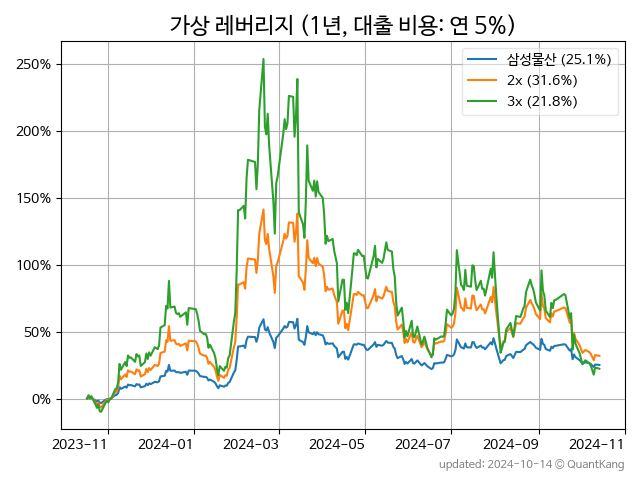 가상 레버리지 (1년, 대출 비용: 연 5%)
250%
200%
150%
100%
50%
0%
삼성물산 (25.1%)
2x (31.6%)
3x (21.8%)
2023-11 2024-01 2024-03 2024-05 2024-07 2024-09 2024-11
updated: 2024-10-14 © QuantKang